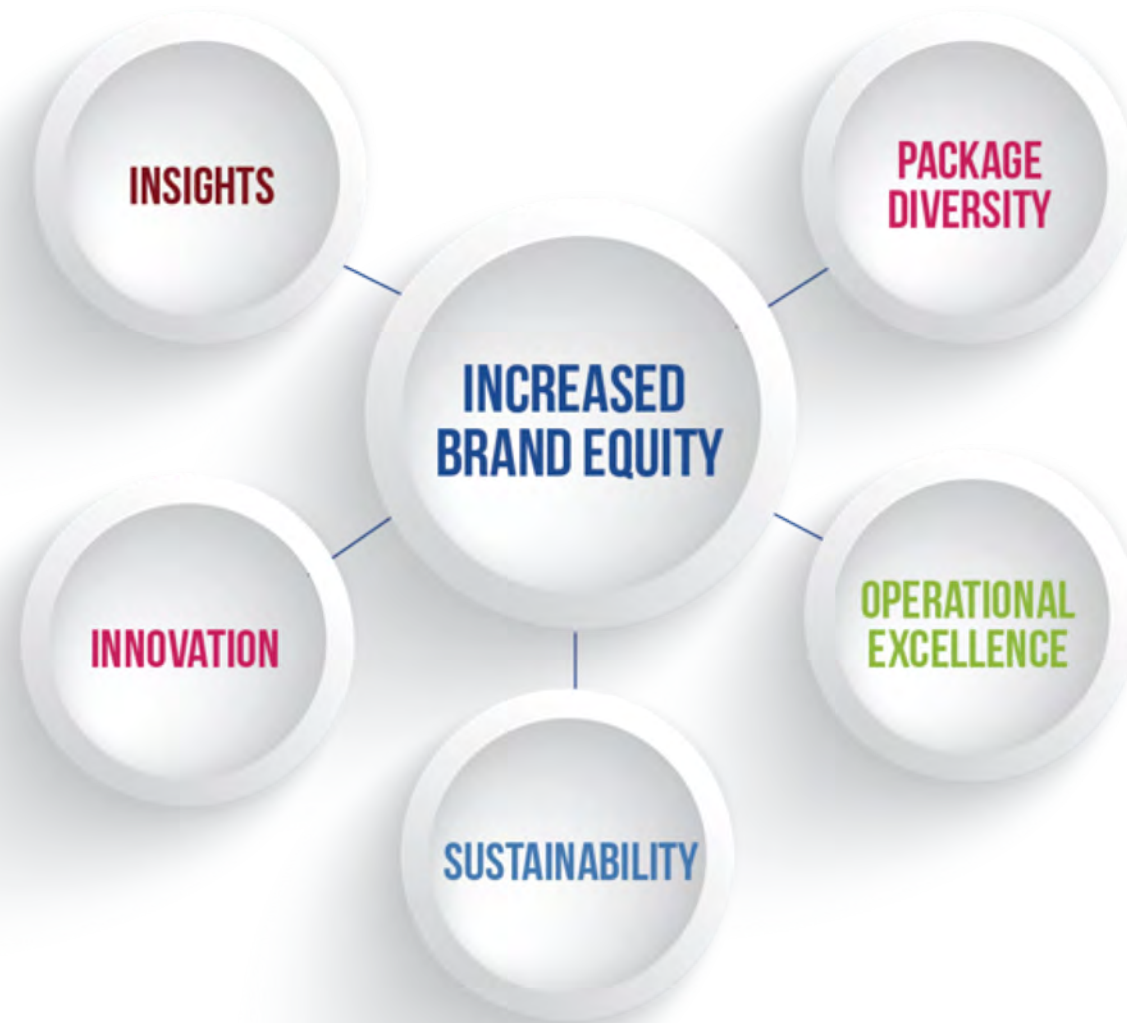 INSIGHTS
PACKAGE
DIVERSITY
INCREASED
BRAND EQUITY
INNOVATION
OPERATIONAL
EXCELLENCE
SUSTAINABILITY